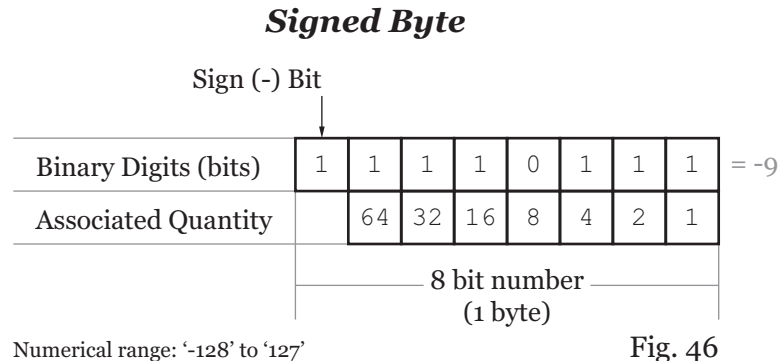 Signed Byte
Sign (-) Bit
Binary Digits (bits) 1 1 1 1 0 1 1 1 = -9
Associated Quantity 64 32 16 8 4 2 1
8 bit number
(1 byte)
Numerical range: ‘-128’ to ‘127’ Fig. 46